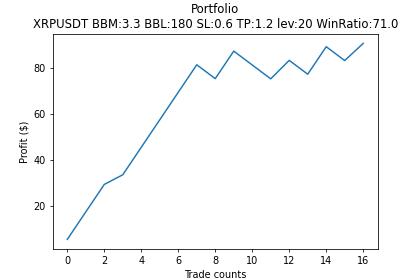 Portfolio
XRPUSDT BBM:3.3 BBL:180 SL:0.6 TP:1.2 lev:20 WinRatio:71.0
80
60
40
20
Profit ($)
0 2 4 6 8 10 12 14 16
Trade counts